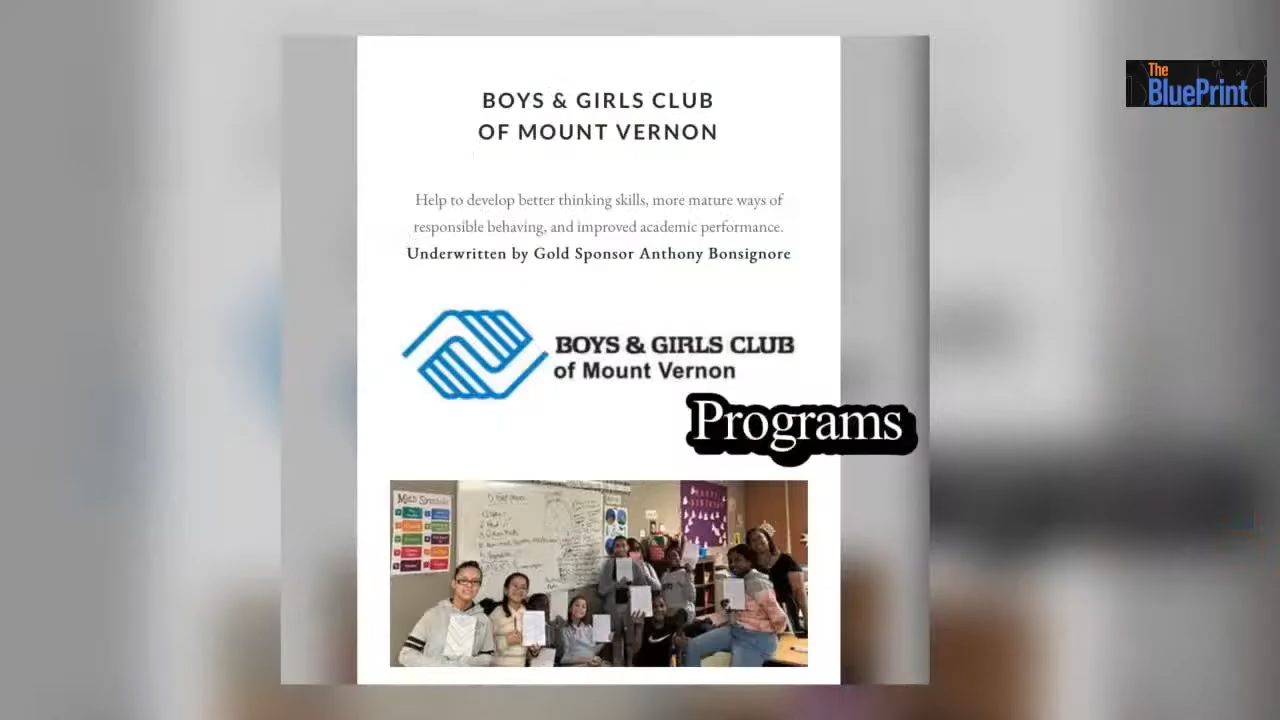 The
BluePrint
BOYS & GIRLS CLUB
OF MOUNT VERNON
Help to develop better thinking skills, more mature ways of
responsible behaving, and improved academic performance.
Underwritten by Gold Sponsor Anthony Bonsignore
BOYS & GIRLS CLUB
of Mount Vernon
Programs